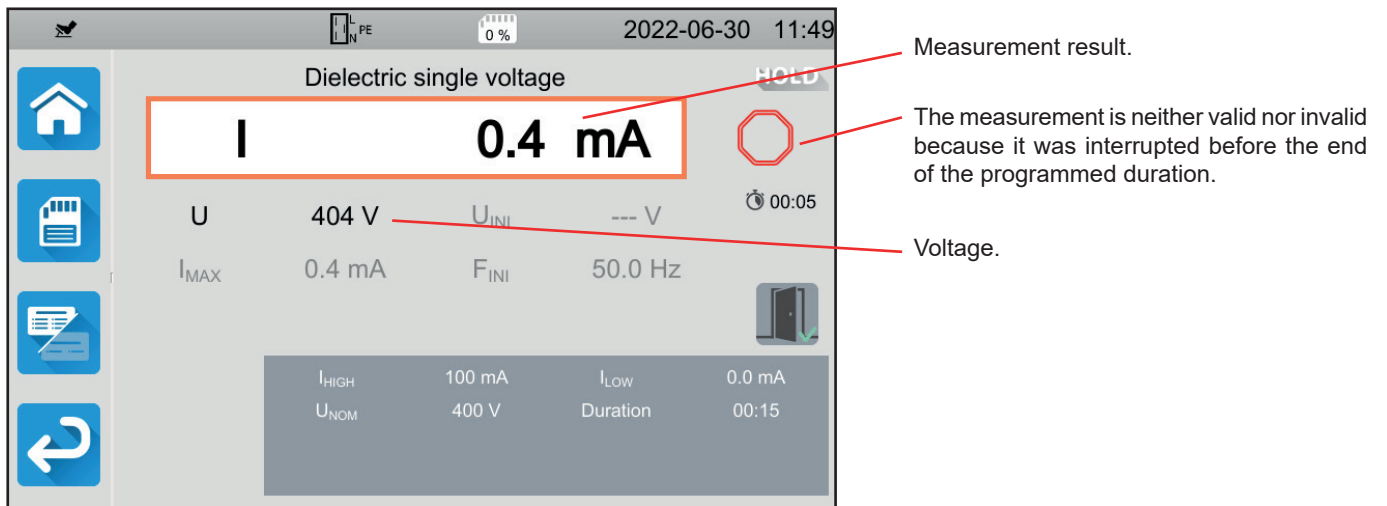 L
N PE
0 %
2022-06-30 11:49
Dielectric single voltage
HOLD
I 0.4 mA
00:05
U 404 V UINI --- V
IMAX 0.4 mA FINI 50.0 Hz
IHIGH 100 mA ILOW 0.0 mA
UNOM 400 V Duration 00:15
Measurement result.
The measurement is neither valid nor invalid
because it was interrupted before the end
of the programmed duration.
Voltage.